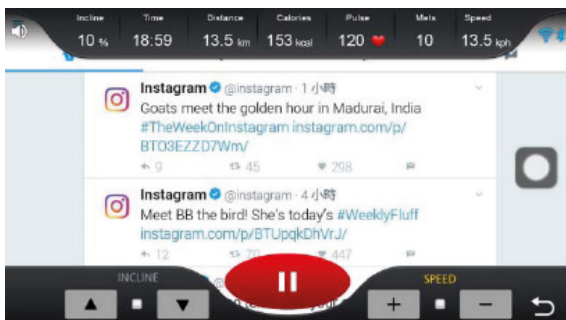 Incline Time Distance Calories Pulse Mets Speed
10 % 18:59 13.5 km 153 kcal 120 10 13.5 kph
Instagram @instagram · 1 小時
Goats meet the golden hour in Madurai, India
#TheWeekOnInstagram instagram.com/p/
BTO3EZZD7Wm/
9 45 298
Instagram @instagram · 4 小時
Meet BB the bird! She's today's #WeeklyFluff
instagram.com/p/BTUpqkDhVrJ/
12 447
INCLINE SPEED